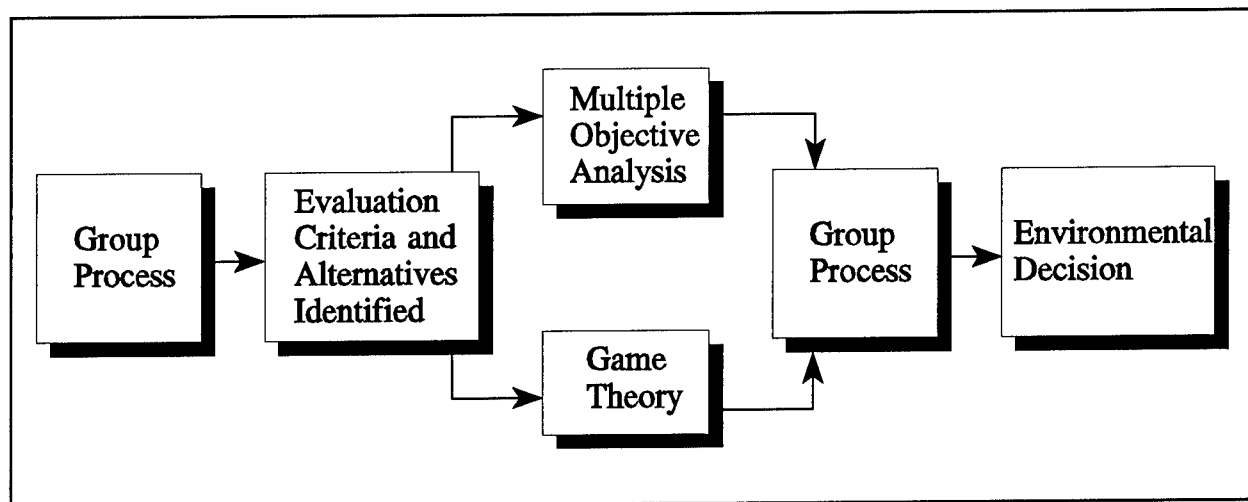 Group
Process
Evaluation
Criteria and
Alternatives
Identified
Multiple
Objective
Analysis
Game
Theory
Group
Process
Environmental
Decision